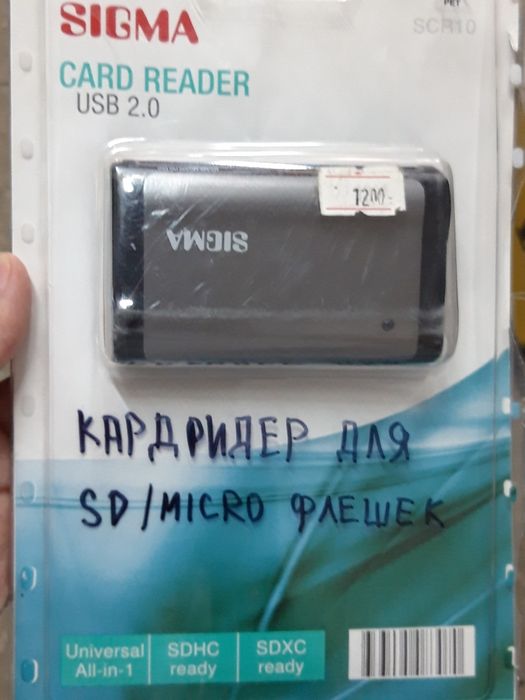 PET
SIGMA
SCR10
CARD READER
USB 2.0
1200-
SIGMA
КАРДРИДЕР ДЛЯ
SD/MICRO ФЛЕШЕК
Universal
All-in-1
SDHC
ready
SDXC
ready